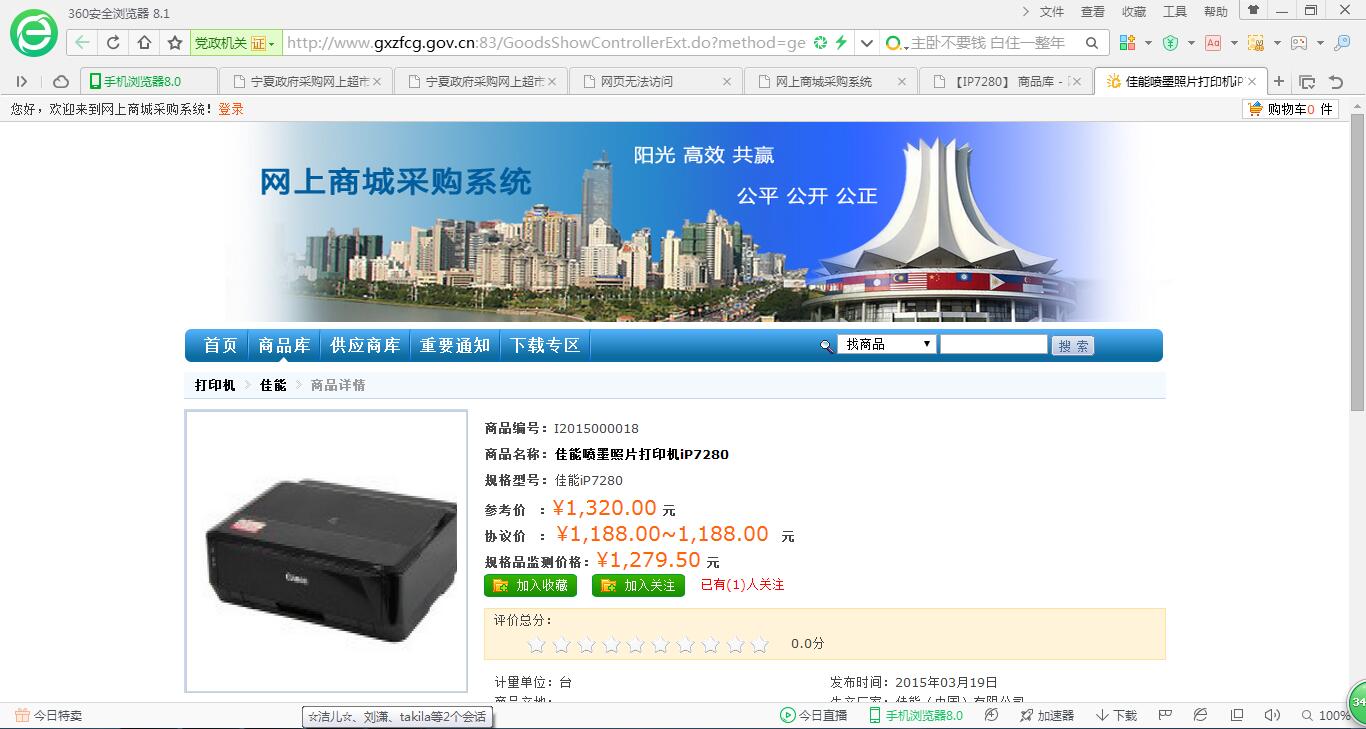 360安全浏览器 8.1
文件 查看 收藏 工具 帮助
党政机关 证 http://www.gxzfcg.gov.cn:83/GoodsShowControllerExt.do?method=ge 主卧不要钱 白住一整年
手机浏览器8.0 宁夏政府采购网上超市 宁夏政府采购网上超市 网页无法访问 网上商城采购系统 【IP7280】 商品库 - 佳能喷墨照片打印机iP7
您好，欢迎来到网上商城采购系统！登录 购物车0 件
阳光 高效 共赢
网上商城采购系统
公平 公开 公正
首页 商品库 供应商库 重要通知 下载专区 找商品 搜 索
打印机 佳能 商品详情
商品编号：I2015000018
商品名称：佳能喷墨照片打印机iP7280
规格型号：佳能iP7280
参考价 ：¥1,320.00 元
协议价 ：¥1,188.00~1,188.00 元
规格品监测价格：¥1,279.50 元
加入收藏 加入关注 已有(1)人关注
Canon
评价总分：
0.0分
计量单位：台 发布时间：2015年03月19日
商品产地： 生产厂家：佳能（中国）有限公司
今日特卖 ☆洁儿☆、刘潇、takila等2个会话 今日直播 手机浏览器8.0 加速器 下载 100%
34